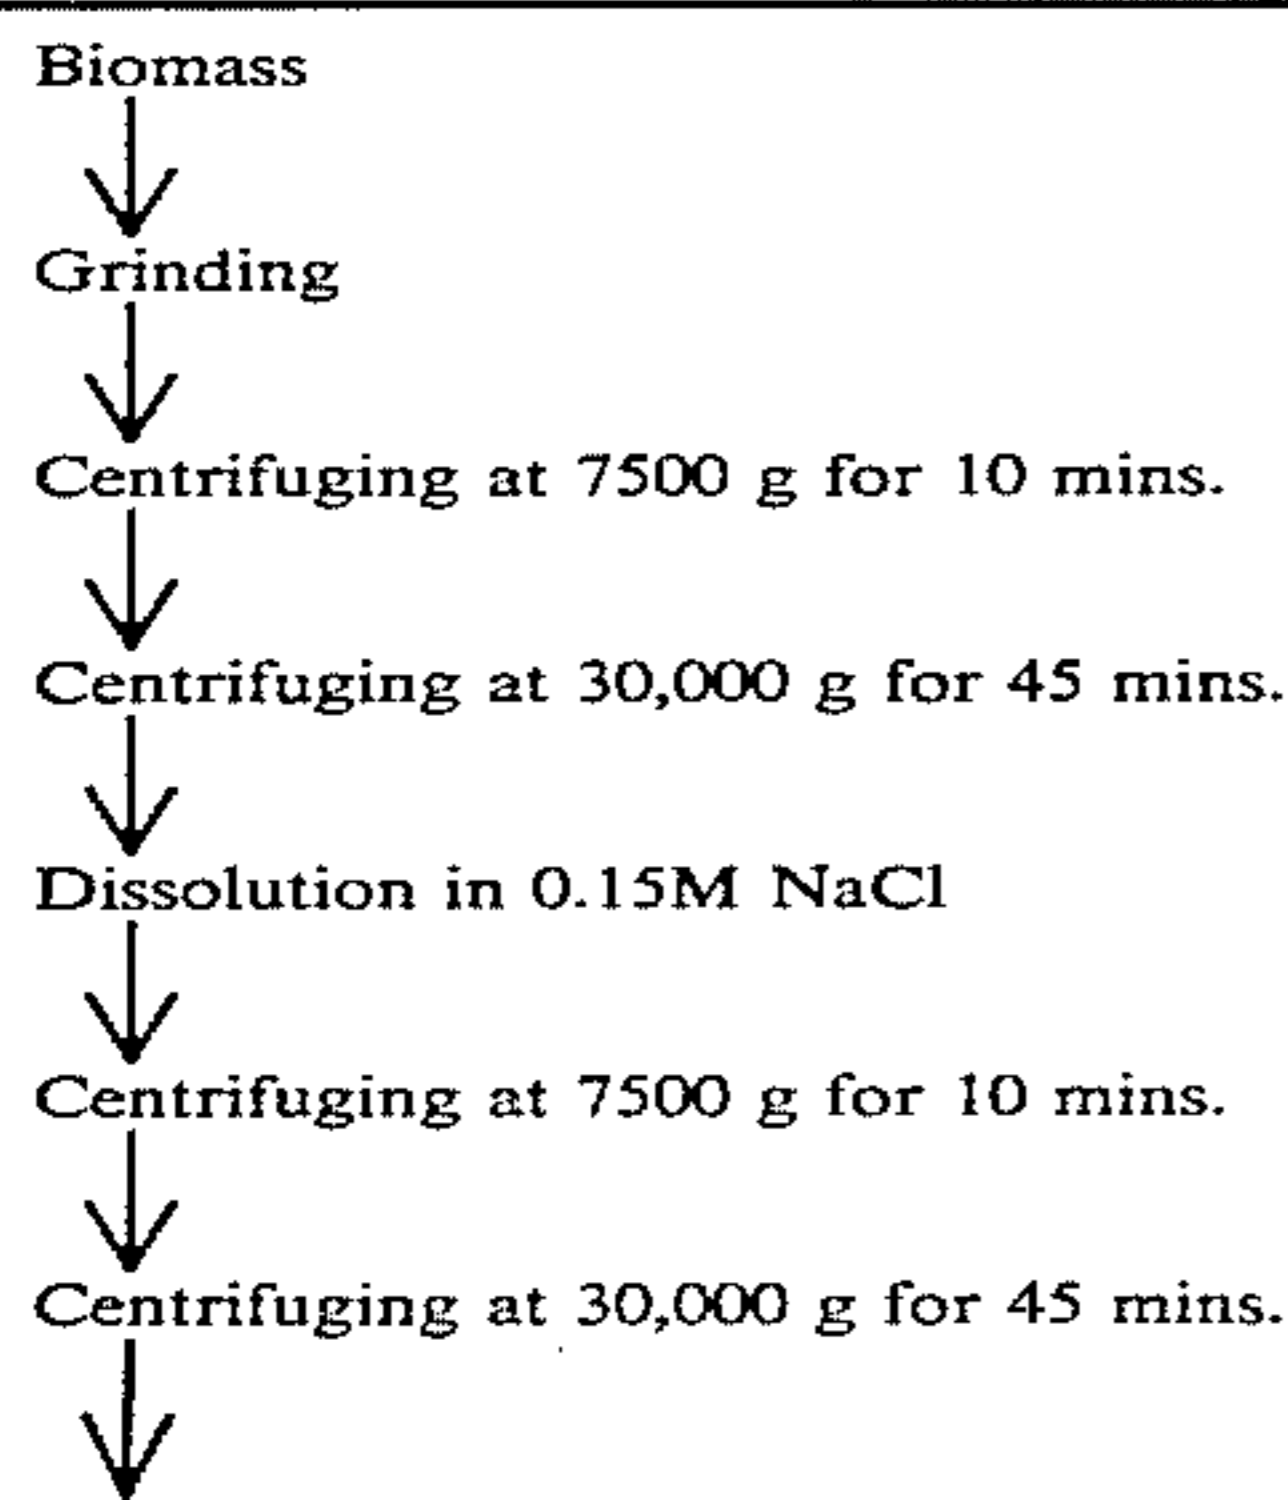 Biomass
Grinding
Centrifuging at 7500 g for 10 mins.
Centrifuging at 30,000 g for 45 mins.
Dissolution in 0.15M NaCl
Centrifuging at 7500 g for 10 mins.
Centrifuging at 30,000 g for 45 mins.